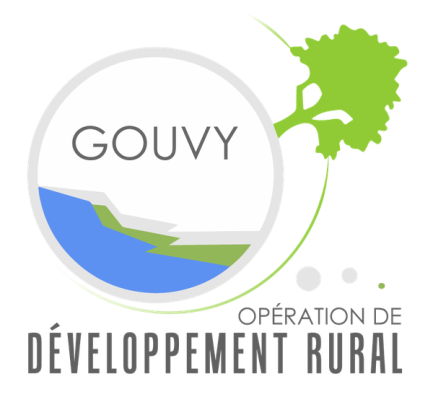 GOUVY
OPÉRATION DE
DÉVELOPPEMENT RURAL